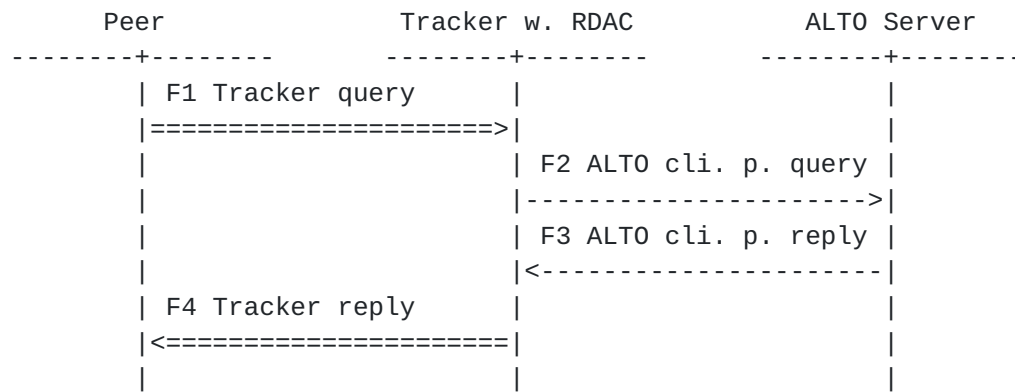 Peer Tracker w. RDAC ALTO Server
--------+-------- --------+-------- --------+--------
| F1 Tracker query | |
|======================>| |
| | F2 ALTO cli. p. query |
| |---------------------->|
| | F3 ALTO cli. p. reply |
| |<----------------------|
| F4 Tracker reply | |
|<======================| |
| | |